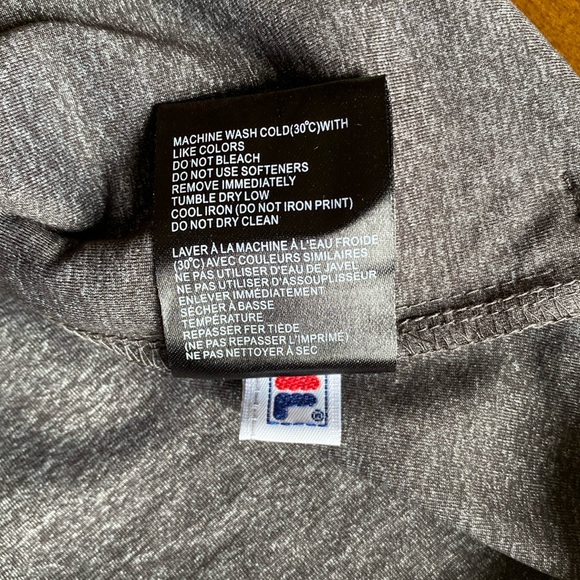 MACHINE WASH COLD(30°C)WITH
LIKE COLORS
DO NOT BLEACH
DO NOT USE SOFTENERS
REMOVE IMMEDIATELY
TUMBLE DRY LOW
COOL IRON (DO NOT IRON PRINT)
DO NOT DRY CLEAN
LAVER À LA MACHINE À L'EAU FROIDE
(30°C) AVEC COULEURS SIMILAIRES
NE PAS UTILISER D'EAU DE JAVEL
NE PAS UTILISER D'ASSOUPLISSEUR
ENLEVER IMMÉDIATEMENT
SÉCHER À BASSE
TEMPÉRATURE
REPASSER FER TIÈDE
(NE PAS REPASSER L'IMPRIMÉ)
NE PAS NETTOYER À SEC